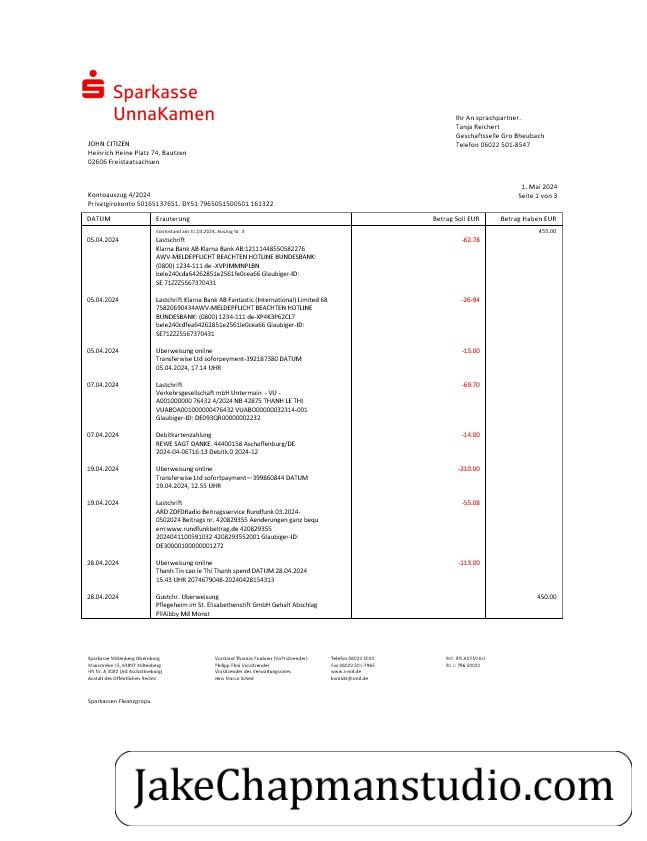 Sparkasse
UnnaKamen
Ihr An sprachpartner.
Tanja Reichert
Geschaftsselle Gro Bheubach
Telefon 06022 501-8547
JOHN CITIZEN
Heinrich Heine Platz 74, Bautzen
02606 Freistaatsachsen
1. Mai 2024
Seite 1 von 3
Kontoauszug 4/2024
Privatgirokonto 50165137651. DY51 7965051500501 161322
DATUM Erauterung Betrag Soll EUR Betrag Haben EUR
Kontostand am 31.03.2024, Auszug Nr. 3 455.00
05.04.2024 Lastschrift -62.78
Klarna Bank AB Klarna Bank AB:12111448550582276
AWV-MELDEPFLICHT BEACHTEN HOTLINE BUNDESBANK:
(0800) 1234-111 de -XVPJMMNPLBN
bele240cda64262851e2561fe0cea66 Glaubiger-ID:
SE 71ZZZ5567370431
05.04.2024 Lastschrift Klarna Bank AB Fantastic (International) Limited 68 -26-94
75820690434AWV-MELDEPFLICHT BEACHTEN HOTLINE
BUNDESBANK: (0800) 1234-111 de-XP4K3P62CL7
bele240cdfea64262851e2561le0cea66 Glaubiger-ID:
SE71ZZZ5567370431
05.04.2024 Uberweisung online -15.00
Transferwise Ltd soforpeyment-392187380 DATUM
05.04.2024, 17.14 UHR
07.04.2024 Lastschrift -69.70
Verkehrsgesellschaft mbH Untermain - VU -
A001000000 76432 4/2024 NB 42875 THANH LE THI
VUABOA001000000476432 VUABO00000032314-001
Glaubiger-ID: DE093QR00000002232
07.04.2024 Debitkartenzahlung -14.00
REWE SAGT DANKE. 44400158 Aschaffenburg/DE
2024-04-06T16:13 Debitk.0 2024-12
19.04.2024 Uberweisung online -210.00
Transferwise Ltd sofortpayment—399860844 DATUM
19.04.2024, 12.55 UHR
19.04.2024 Lastschrift -55.08
ARD ZDFDRadio Beitragsservice Rundfunk 03.2024-
0502024 Beitrags nr. 420829355 Aenderungen ganz bequ
em:www.rundfunkbeitrag.de 420829355
2024041100591032 4208293552001 Glaubiger-ID:
DE30000100000001272
28.04.2024 Uberweisung online -113.00
Thanh Tin cao le Thi Thanh spend DATUM 28.04.2024
15.43 UHR 2074679048-20240428154313
28.04.2024 Gustchr. Uberweisung 450.00
Pflegeheim im St. Elisabethenstift GmbH Gehalt Abschlag
PllAibby Md Monst
Sparkasse Miltenberg Obernburg Vorstand Thomas Feubner (Vorsitzender) Telefon 06022 5020
Mainstreke 15, 63897 Miltenberg Philipp Ehni Vorsitzender Fax 06022 501-7965
HR Nr. A 3082 (AG Aschattoeburg) Vorsitzender des Verwaltungsrates www.s-mil.de
Anstalt des Offentlichen Rechts Jens Marco Scherf kontakt@smil.de
Sparkassen Fleanzgropu
JakeChapmanstudio.com